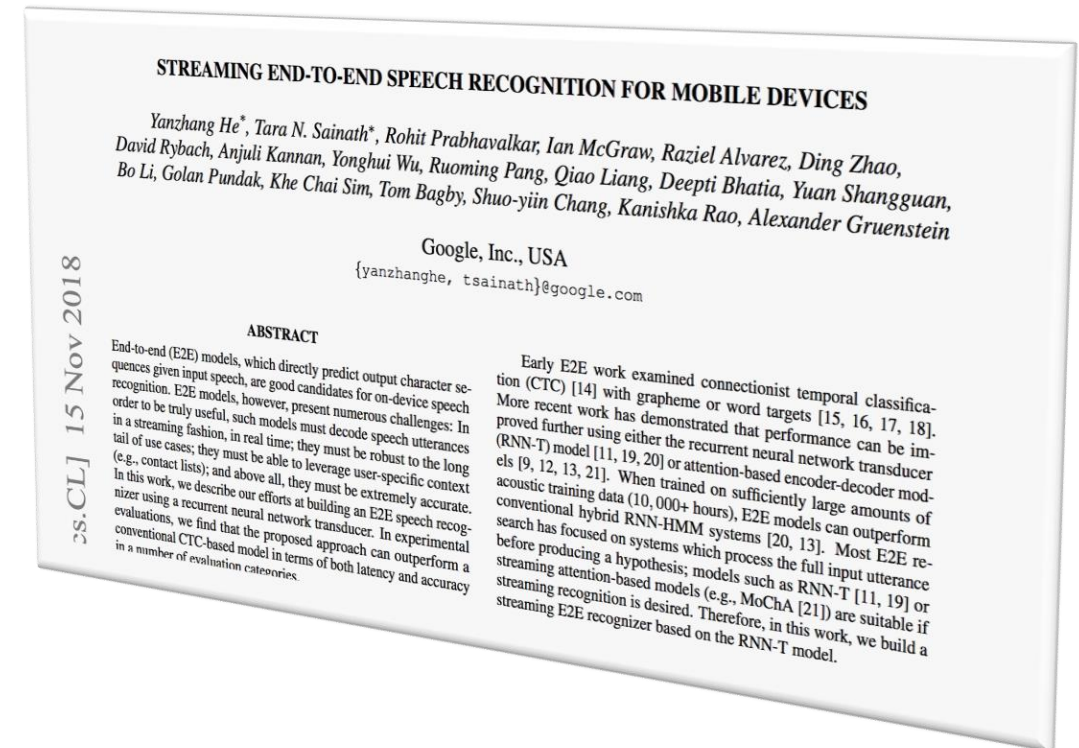 STREAMING END-TO-END SPEECH RECOGNITION FOR MOBILE DEVICES
Yanzhang He*, Tara N. Sainath*, Rohit Prabhavalkar, Ian McGraw, Raziel Alvarez, Ding Zhao,
David Rybach, Anjuli Kannan, Yonghui Wu, Ruoming Pang, Qiao Liang, Deepti Bhatia, Yuan Shangguan,
Bo Li, Golan Pundak, Khe Chai Sim, Tom Bagby, Shuo-yiin Chang, Kanishka Rao, Alexander Gruenstein
Google, Inc., USA
{yanzhanghe, tsainath}@google.com
cs.CL] 15 Nov 2018
ABSTRACT
End-to-end (E2E) models, which directly predict output character se-
quences given input speech, are good candidates for on-device speech
recognition. E2E models, however, present numerous challenges: In
order to be truly useful, such models must decode speech utterances
in a streaming fashion, in real time; they must be robust to the long
tail of use cases; they must be able to leverage user-specific context
(e.g., contact lists); and above all, they must be extremely accurate.
In this work, we describe our efforts at building an E2E speech recog-
nizer using a recurrent neural network transducer. In experimental
evaluations, we find that the proposed approach can outperform a
conventional CTC-based model in terms of both latency and accuracy
in a number of evaluation categories.
Early E2E work examined connectionist temporal classifica-
tion (CTC) [14] with grapheme or word targets [15, 16, 17, 18].
More recent work has demonstrated that performance can be im-
proved further using either the recurrent neural network transducer
(RNN-T) model [11, 19, 20] or attention-based encoder-decoder mod-
els [9, 12, 13, 21]. When trained on sufficiently large amounts of
acoustic training data (10,000+ hours), E2E models can outperform
conventional hybrid RNN-HMM systems [20, 13]. Most E2E re-
search has focused on systems which process the full input utterance
before producing a hypothesis; models such as RNN-T [11, 19] or
streaming attention-based models (e.g., MoChA [21]) are suitable if
streaming recognition is desired. Therefore, in this work, we build a
streaming E2E recognizer based on the RNN-T model.